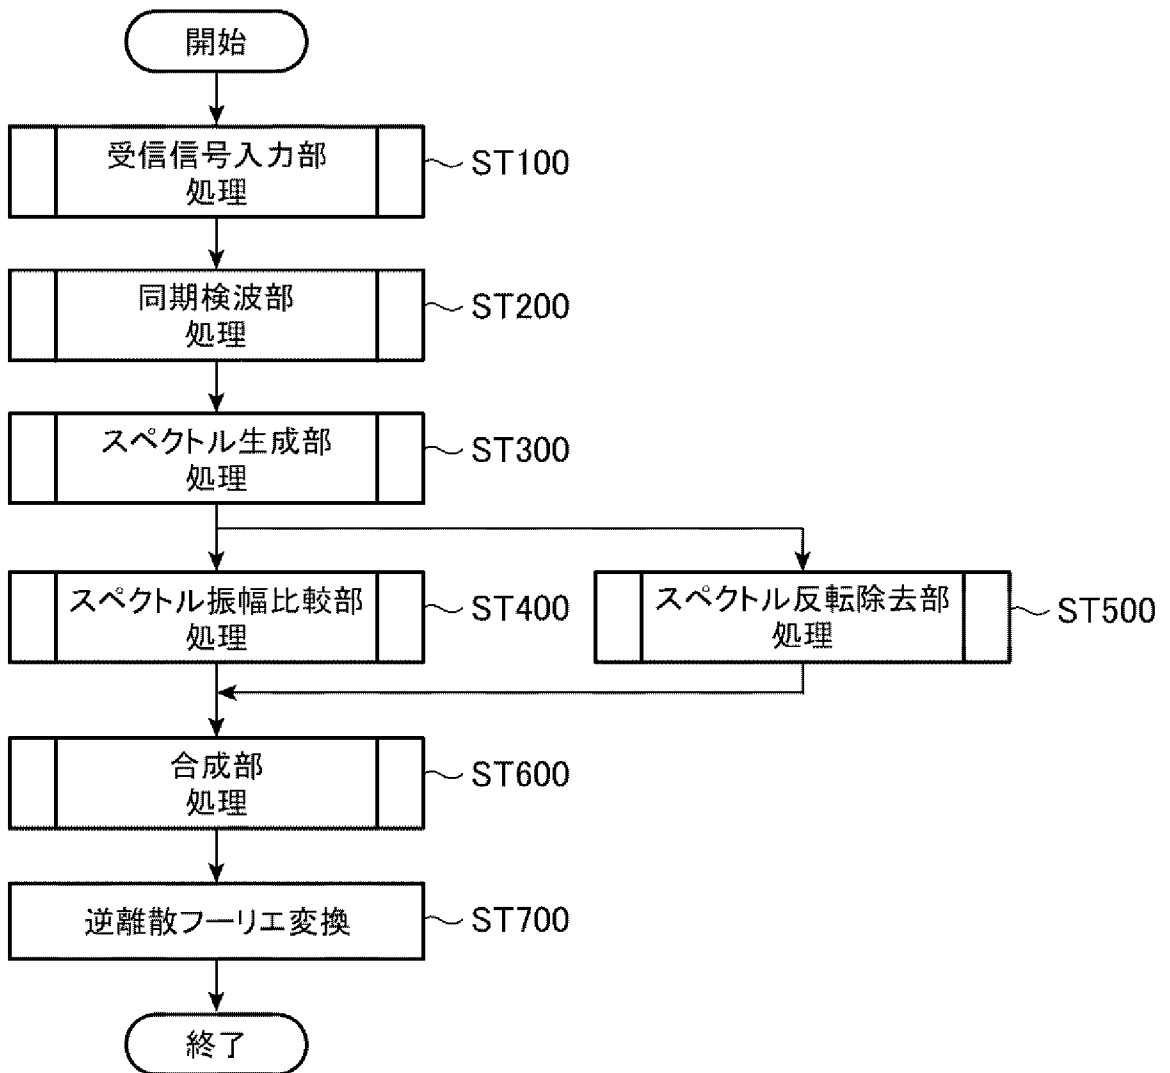 開始
受信信号入力部
処理
ST100
同期検波部
処理
ST200
スペクトル生成部
処理
ST300
スペクトル振幅比較部
処理
ST400
スペクトル反転除去部
処理
ST500
合成部
処理
ST600
逆離散フーリエ変換
ST700
終了